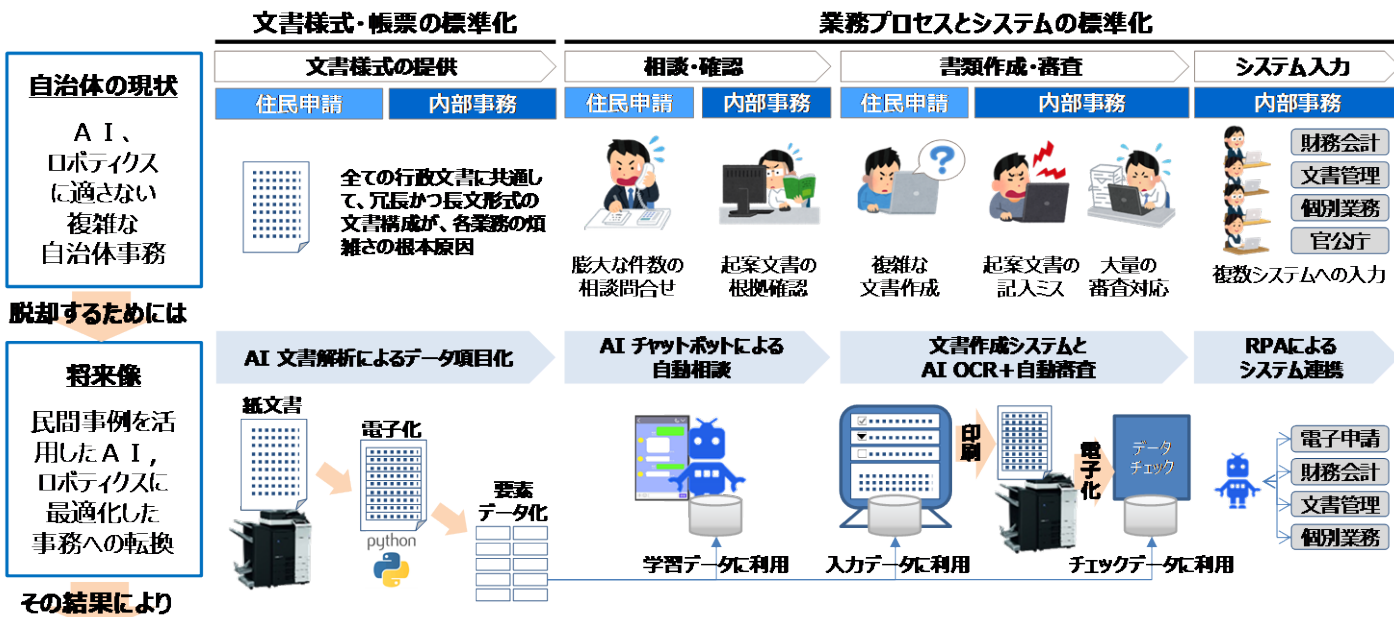 文書様式・帳票の標準化
業務プロセスとシステムの標準化
文書様式の提供
相談・確認
書類作成・審査
システム入力
住民申請
内部事務
住民申請
内部事務
住民申請
内部事務
内部事務
自治体の現状
ＡＩ、
ロボティクス
に適さない
複雑な
自治体事務
全ての行政文書に共通し
て、冗長かつ長文形式の
文書構成が、各業務の煩
雑さの根本原因
膨大な件数の
相談問合せ
起案文書の
根拠確認
?
複雑な
文書作成
起案文書の
記入ミス
大量の
審査対応
財務会計
文書管理
個別業務
官公庁
複数システムへの入力
脱却するためには
AI 文書解析によるデータ項目化
AI チャットボットによる
自動相談
文書作成システムと
AI OCR＋自動審査
RPAによる
システム連携
将来像
民間事例を活
用したＡＩ，
ロボティクスに
最適化した
事務への転換
紙文書
電子化
python
要素
データ化
学習データに利用
印刷
入力データに利用
電子化
データ
チェック
チェックデータに利用
電子申請
財務会計
文書管理
個別業務
その結果により